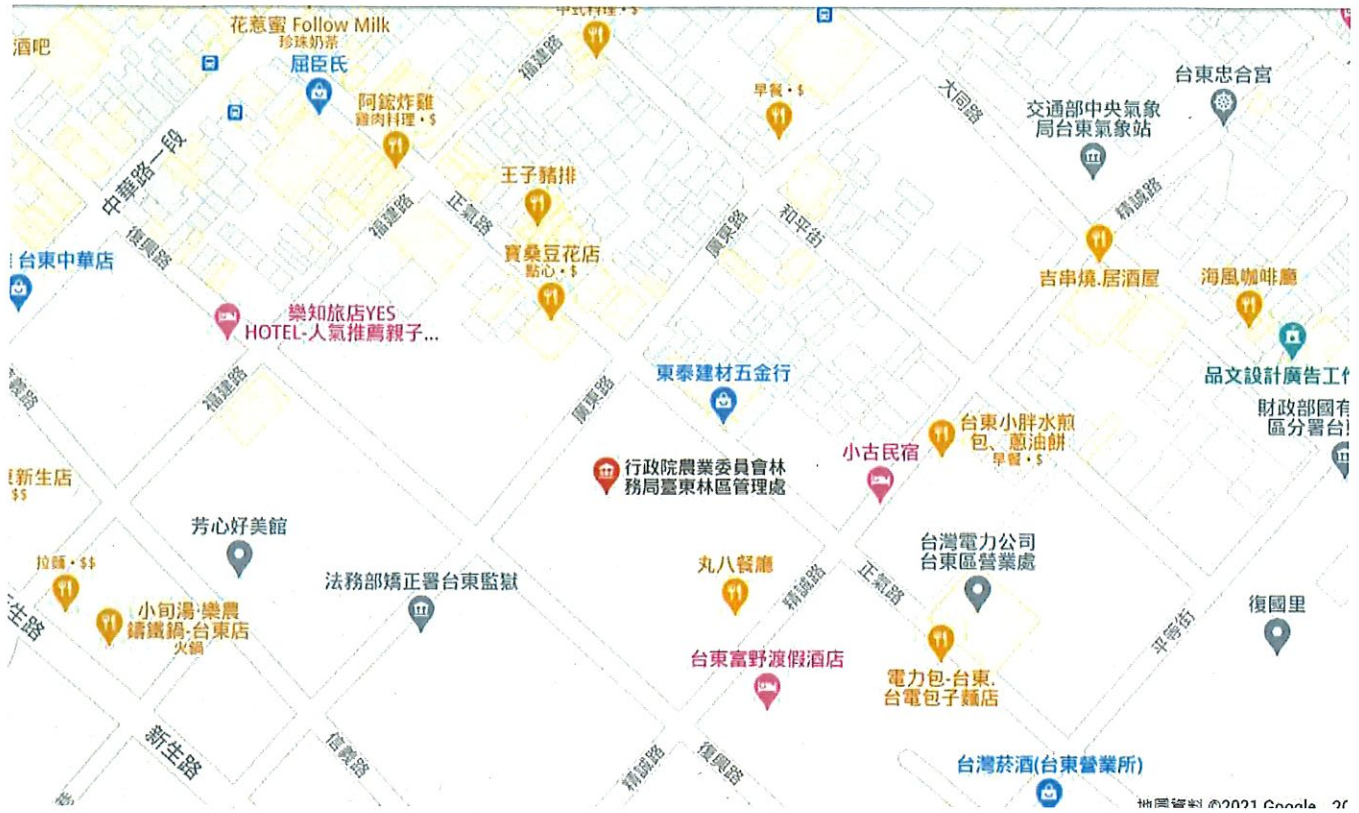 花惹蜜 Follow Milk
珍珠奶茶
中式料理・$
酒吧
屈臣氏
福建路
阿鋐炸雞
雞肉料理・$
早餐・$
大同路
台東忠合宮
交通部中央氣象
局台東氣象站
中華路一段
王子豬排
福建路
正氣路
精誠路
復興路
廣東路
和平街
寶桑豆花店
點心・$
台東中華店
吉串燒.居酒屋
海風咖啡廳
樂知旅店YES
HOTEL-人氣推薦親子...
東泰建材五金行
品文設計廣告工作
福建路
廣東路
財政部國有
區分署台
台東小胖水煎
包、蔥油餅
早餐・$
小古民宿
行政院農業委員會林
務局臺東林區管理處
新生店
$$
芳心好美館
台灣電力公司
台東區營業處
拉麵・$$
法務部矯正署台東監獄
丸八餐廳
精誠路
正氣路
小旬湯·樂農
鑄鐵鍋-台東店
火鍋
生路
復國里
平等街
台東富野渡假酒店
電力包-台東.
台電包子麵店
新生路
信義路
精誠路
復興路
台灣菸酒(台東營業所)
地圖資料 ©2021 Google